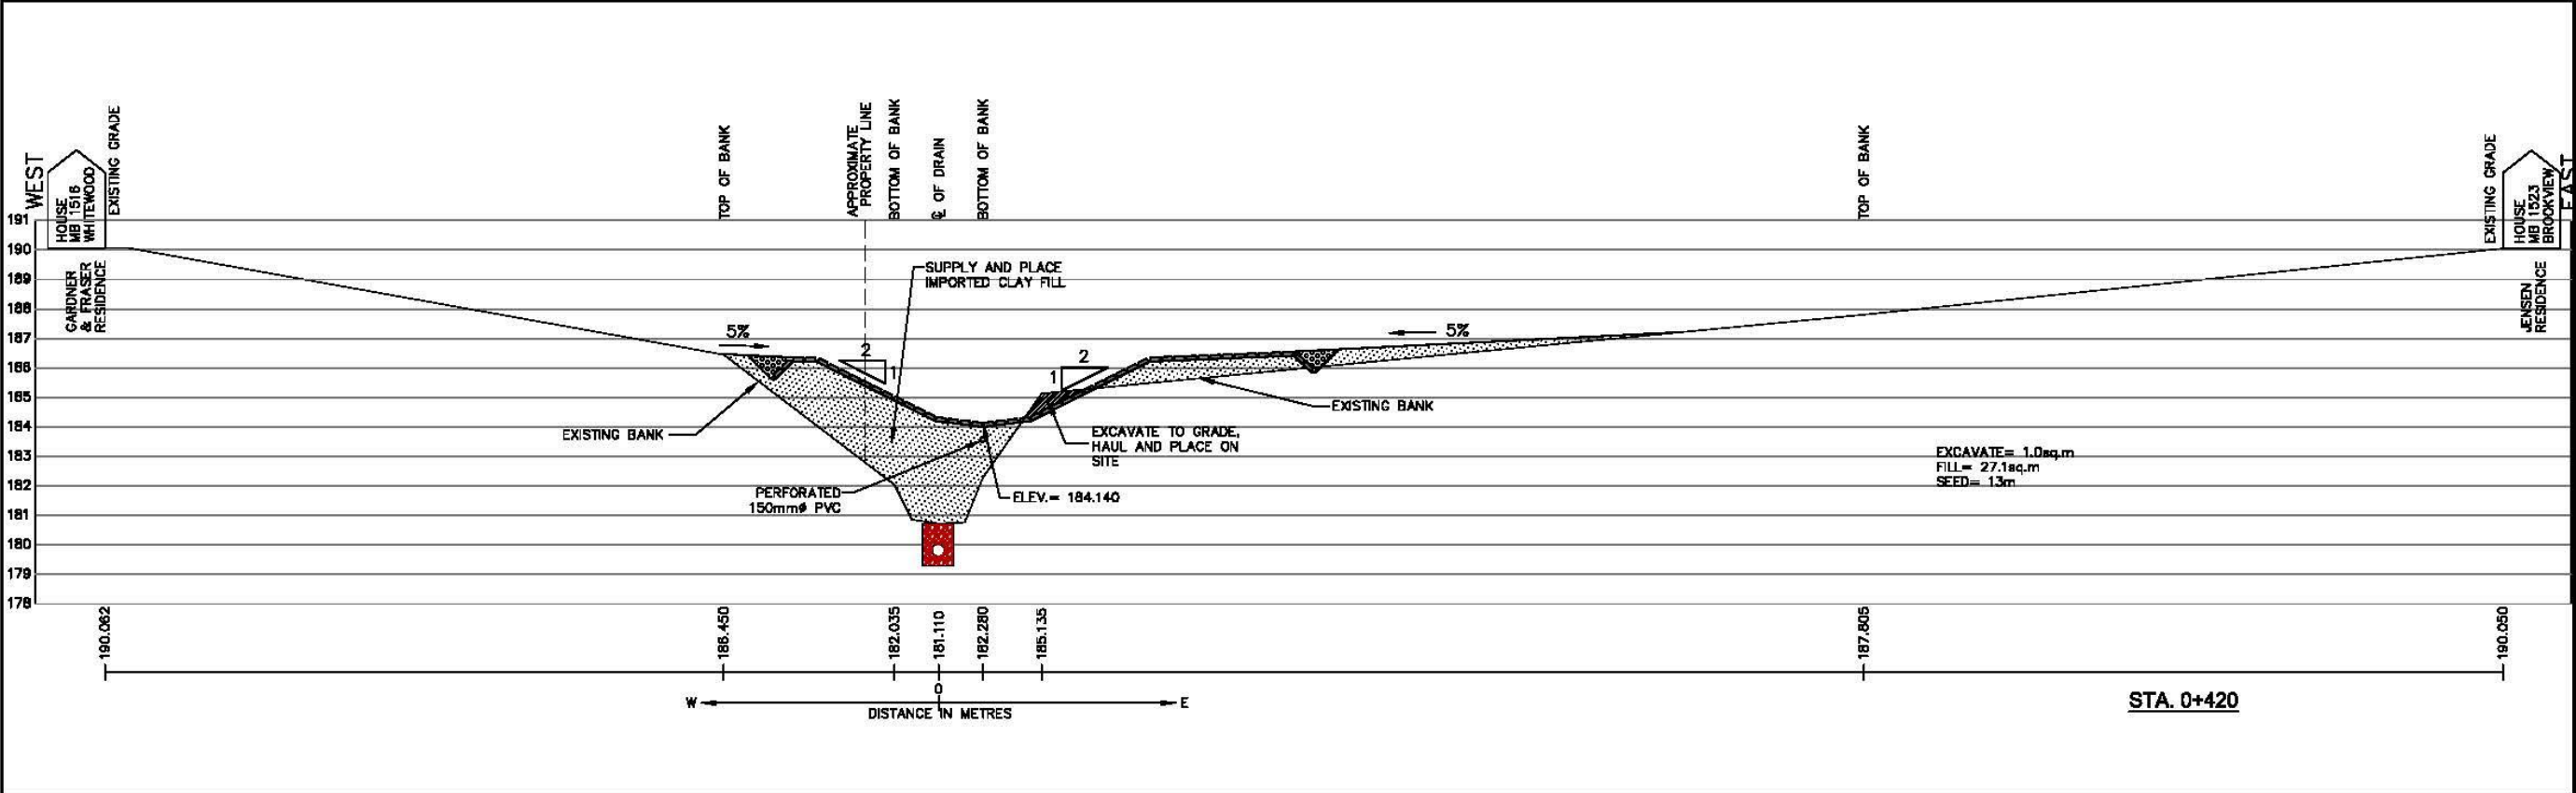 WEST
HOUSE
MB 1516
WHITEWOOD
EXISTING GRADE
TOP OF BANK
APPROXIMATE
PROPERTY LINE
BOTTOM OF BANK
℄ OF DRAIN
BOTTOM OF BANK
TOP OF BANK
EXISTING GRADE
HOUSE
MB 1523
BROOKVIEW
EAST
191
190
189
188
187
186
185
184
183
182
181
180
179
178
GARDNER
& FRASER
RESIDENCE
JENSEN
RESIDENCE
SUPPLY AND PLACE
IMPORTED CLAY FILL
5%
2
1
2
1
5%
EXISTING BANK
EXISTING BANK
EXCAVATE TO GRADE,
HAUL AND PLACE ON
SITE
PERFORATED
150mmø PVC
ELEV.= 184.140
EXCAVATE= 1.0sq.m
FILL= 27.1sq.m
SEED= 13m
190.062
186.450
182.035
181.110
182.280
185.135
187.805
190.050
0
W
E
DISTANCE IN METRES
STA. 0+420